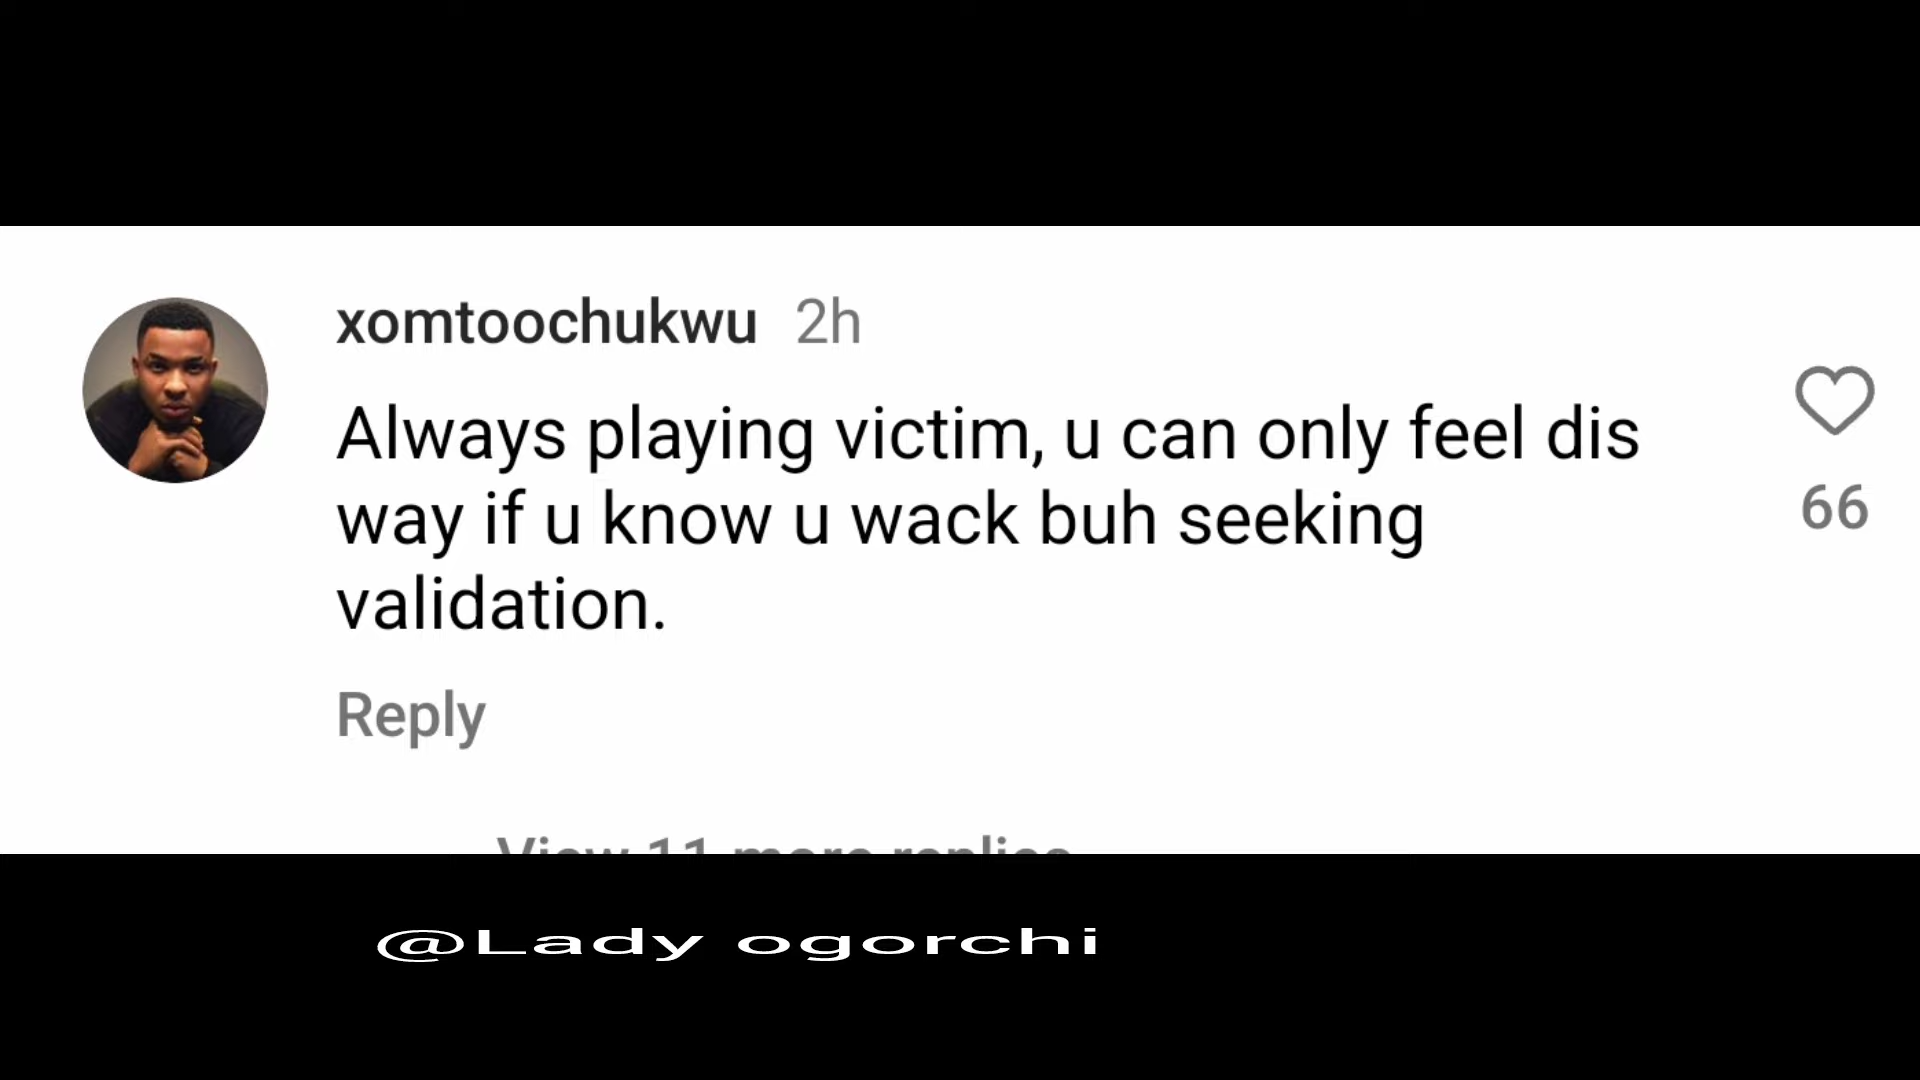 xomtoochukwu 2h
Always playing victim, u can only feel dis
way if u know u wack buh seeking
validation.
66
Reply
View 11 more replies
@Lady ogorchi